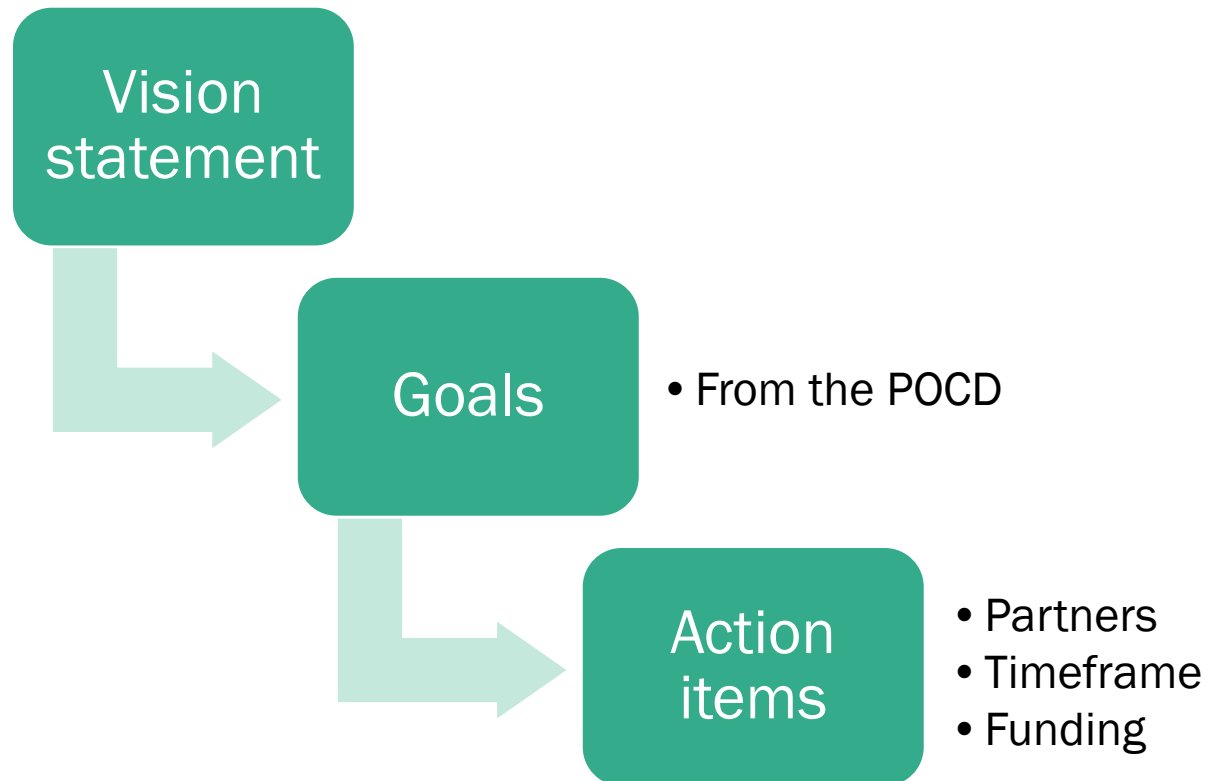 Vision
statement
Goals
• From the POCD
Action
items
• Partners
• Timeframe
• Funding